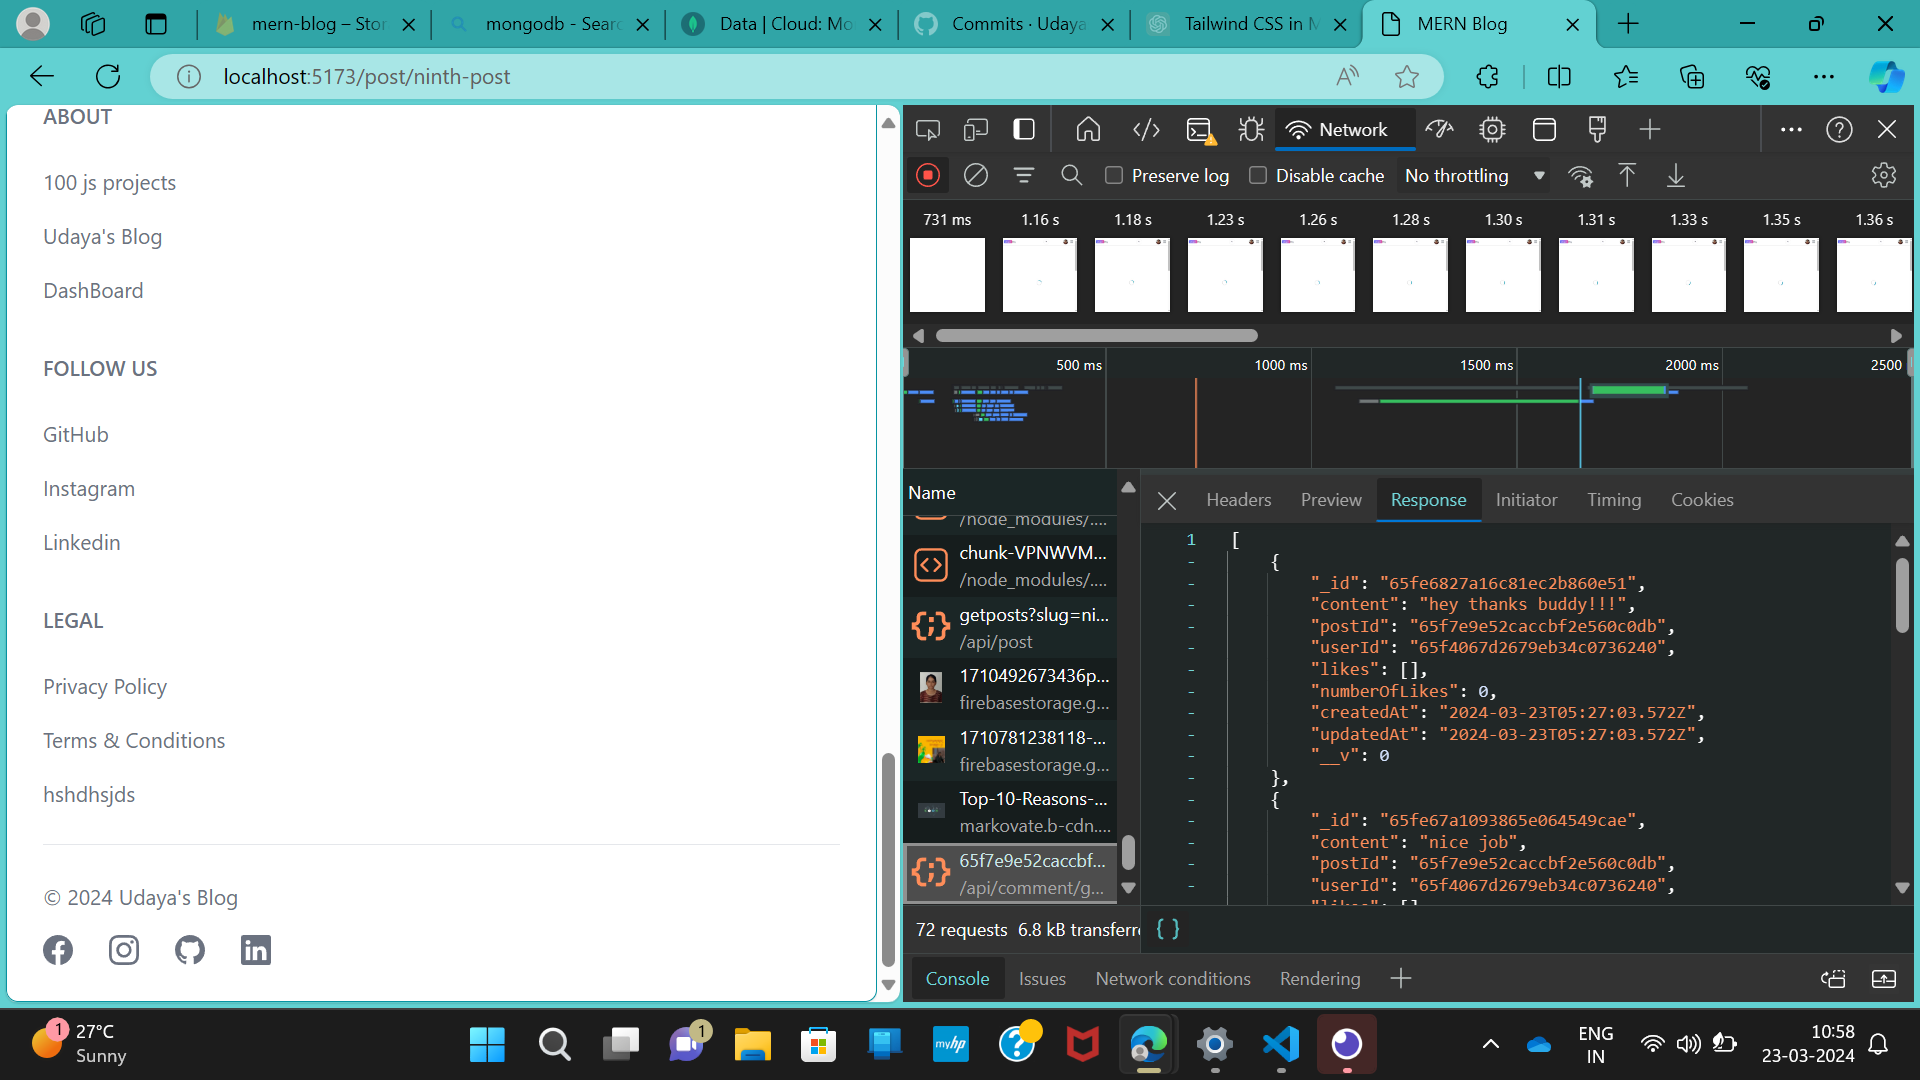 mern-blog – Stor
mongodb - Searc
Data | Cloud: Mo
Commits · Udaya
Tailwind CSS in M
MERN Blog
localhost:5173/post/ninth-post
ABOUT
100 js projects
Udaya's Blog
DashBoard
FOLLOW US
GitHub
Instagram
Linkedin
LEGAL
Privacy Policy
Terms & Conditions
hshdhsjds
© 2024 Udaya's Blog
Network
Preserve log
Disable cache
No throttling
731 ms 1.16 s 1.18 s 1.23 s 1.26 s 1.28 s 1.30 s 1.31 s 1.33 s 1.35 s 1.36 s
500 ms 1000 ms 1500 ms 2000 ms 2500
Name
/node_modules/....
chunk-VPNWVM...
/node_modules/....
getposts?slug=ni...
/api/post
1710492673436p...
firebasestorage.g...
1710781238118-...
firebasestorage.g...
Top-10-Reasons-...
markovate.b-cdn....
65f7e9e52caccbf...
/api/comment/g...
72 requests 6.8 kB transferre
Headers Preview Response Initiator Timing Cookies
1 [
{
"_id": "65fe6827a16c81ec2b860e51",
"content": "hey thanks buddy!!!",
"postId": "65f7e9e52caccbf2e560c0db",
"userId": "65f4067d2679eb34c0736240",
"likes": [],
"numberOfLikes": 0,
"createdAt": "2024-03-23T05:27:03.572Z",
"updatedAt": "2024-03-23T05:27:03.572Z",
"__v": 0
},
{
"_id": "65fe67a1093865e064549cae",
"content": "nice job",
"postId": "65f7e9e52caccbf2e560c0db",
"userId": "65f4067d2679eb34c0736240",
"likes": []
{ }
Console Issues Network conditions Rendering
1
27°C
Sunny
1
myhp
ENG
IN
10:58
23-03-2024